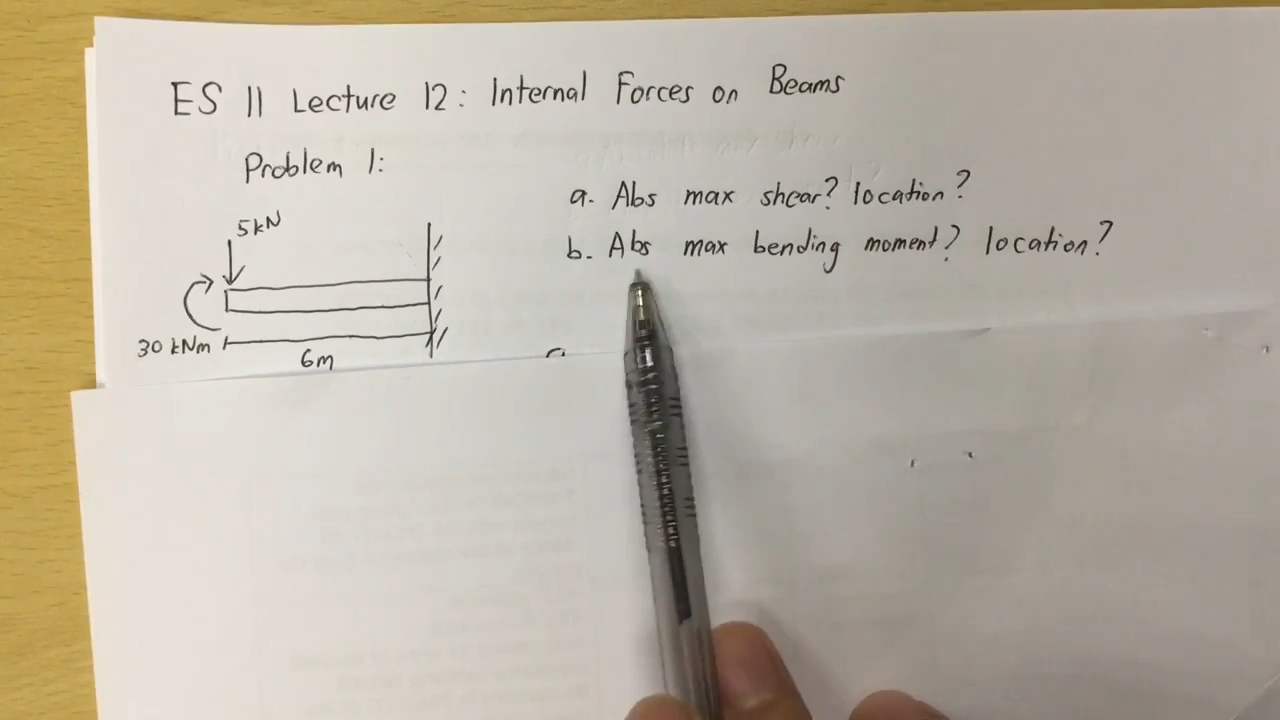 ES 11 Lecture 12: Internal Forces on Beams
Problem 1:
a. Abs max shear? location?
b. Abs max bending moment? location?
5kN
30 kNm
6m